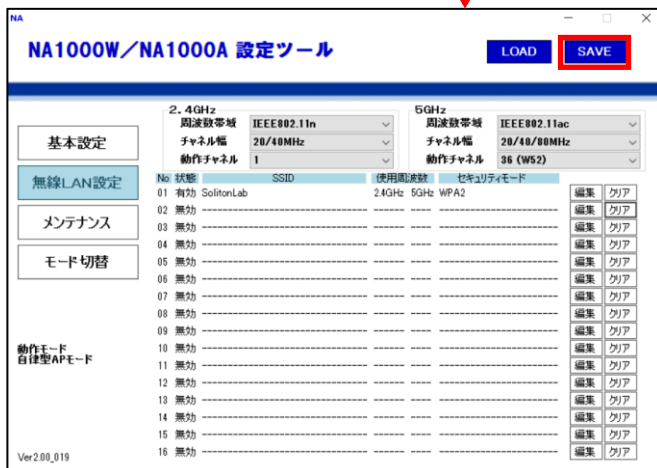 NA
NA1000W／NA1000A 設定ツール
LOAD
SAVE
基本設定
無線LAN設定
メンテナンス
モード切替
動作モード
自律型APモード
Ver2.00_019
2.4GHz
周波数帯域 IEEE802.11n
チャネル幅 20/40MHz
動作チャネル 1
5GHz
周波数帯域 IEEE802.11ac
チャネル幅 20/40/80MHz
動作チャネル 36 (W52)
No 状態 SSID 使用周波数 セキュリティモード
01 有効 SolitonLab 2.4GHz 5GHz WPA2 編集 クリア
02 無効 ------ 編集 クリア
03 無効 ------ 編集 クリア
04 無効 ------ 編集 クリア
05 無効 ------ 編集 クリア
06 無効 ------ 編集 クリア
07 無効 ------ 編集 クリア
08 無効 ------ 編集 クリア
09 無効 ------ 編集 クリア
10 無効 ------ 編集 クリア
11 無効 ------ 編集 クリア
12 無効 ------ 編集 クリア
13 無効 ------ 編集 クリア
14 無効 ------ 編集 クリア
15 無効 ------ 編集 クリア
16 無効 ------ 編集 クリア